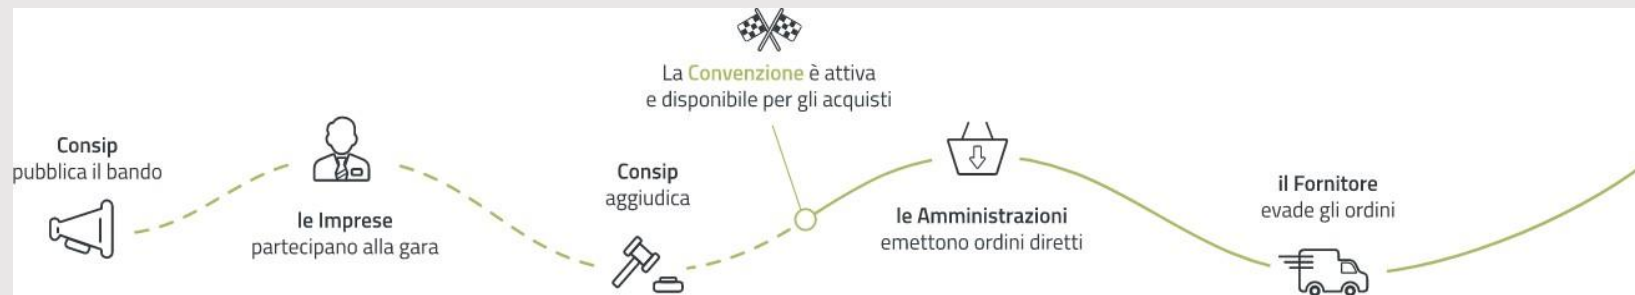 Consip
pubblica il bando
le Imprese
partecipano alla gara
Consip
aggiudica
La Convenzione è attiva
e disponibile per gli acquisti
le Amministrazioni
emettono ordini diretti
il Fornitore
evade gli ordini